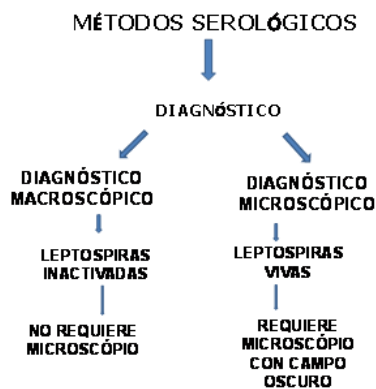 MÉTODOS SEROLÓGICOS
DIAGNÓSTICO
DIAGNÓSTICO
MACROSCÓPICO
DIAGNÓSTICO
MICROSCÓPICO
LEPTOSPIRAS
INACTIVADAS
LEPTOSPIRAS
VIVAS
NO REQUIERE
MICROSCÓPIO
REQUIERE
MICROSCÓPIO
CON CAMPO
OSCURO